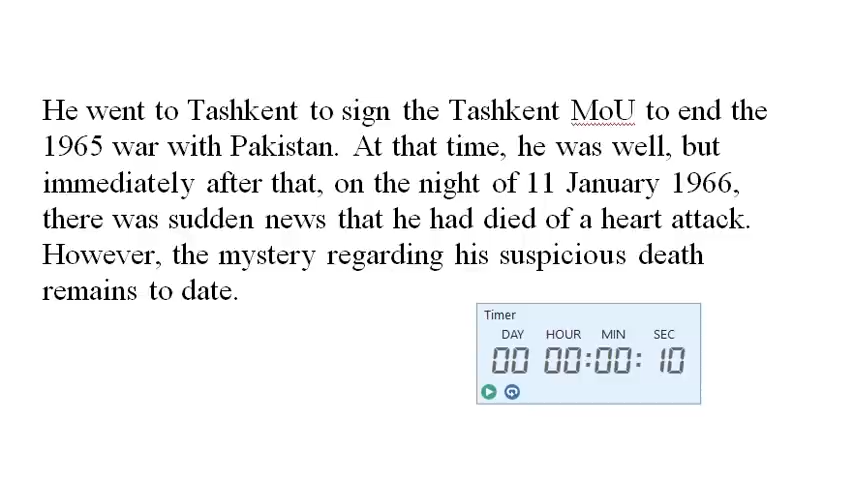 He went to Tashkent to sign the Tashkent MoU to end the
1965 war with Pakistan. At that time, he was well, but
immediately after that, on the night of 11 January 1966,
there was sudden news that he had died of a heart attack.
However, the mystery regarding his suspicious death
remains to date.
Timer
DAY HOUR MIN SEC
00 00:00: 10